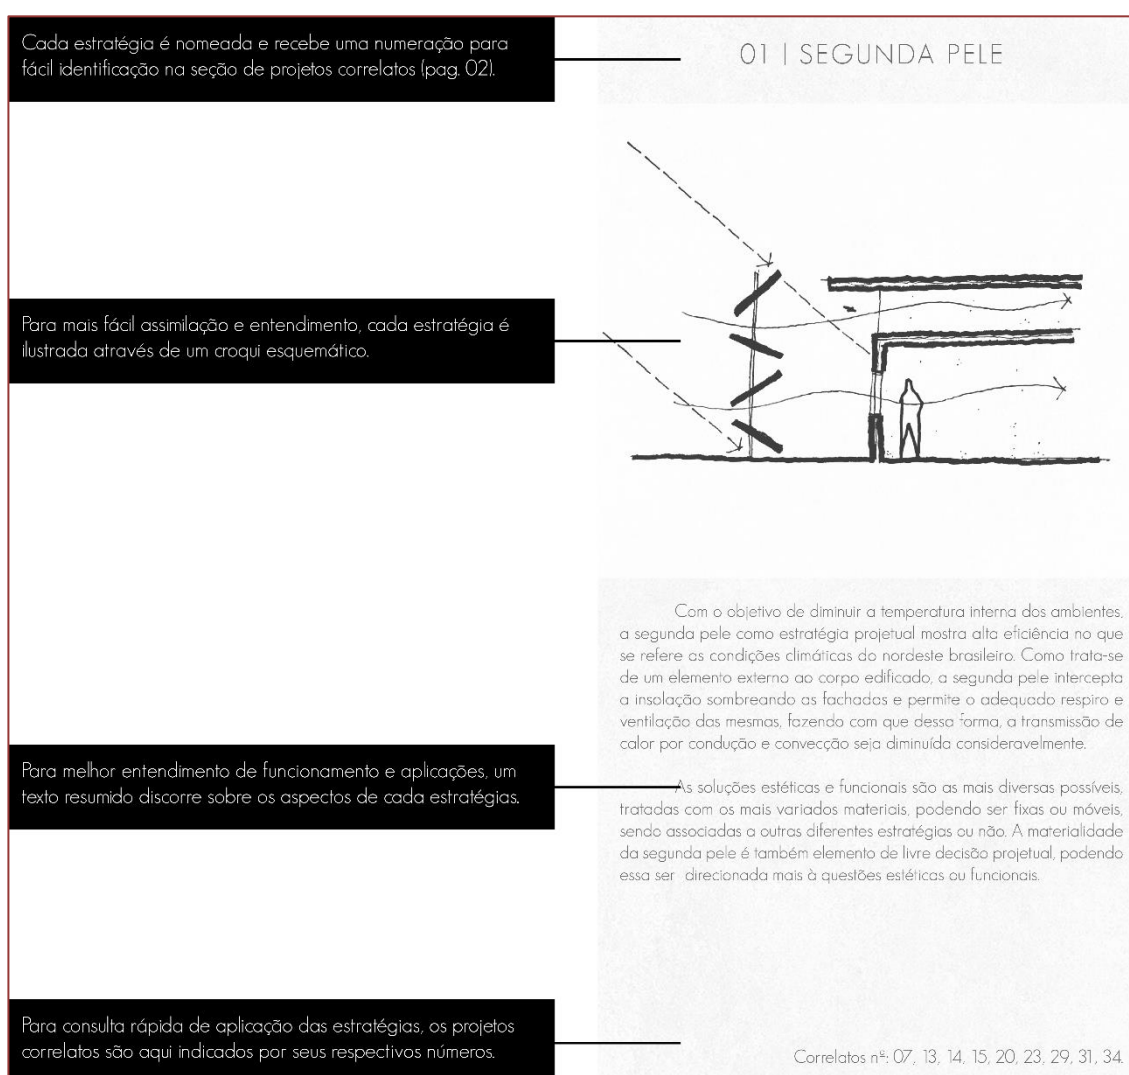 Cada estratégia é nomeada e recebe uma numeração para
fácil identificação na seção de projetos correlatos (pag. 02).
01 | SEGUNDA PELE
Para mais fácil assimilação e entendimento, cada estratégia é
ilustrada através de um croqui esquemático.
Com o objetivo de diminuir a temperatura interna dos ambientes,
a segunda pele como estratégia projetual mostra alta eficiência no que
se refere as condições climáticas do nordeste brasileiro. Como trata-se
de um elemento externo ao corpo edificado, a segunda pele intercepta
a insolação sombreando as fachadas e permite o adequado respiro e
ventilação das mesmas, fazendo com que dessa forma, a transmissão de
calor por condução e convecção seja diminuída consideravelmente.
Para melhor entendimento de funcionamento e aplicações, um
texto resumido discorre sobre os aspectos de cada estratégias.
As soluções estéticas e funcionais são as mais diversas possíveis,
tratadas com os mais variados materiais, podendo ser fixas ou móveis,
sendo associadas a outras diferentes estratégias ou não. A materialidade
da segunda pele é também elemento de livre decisão projetual, podendo
essa ser direcionada mais à questões estéticas ou funcionais.
Para consulta rápida de aplicação das estratégias, os projetos
correlatos são aqui indicados por seus respectivos números.
Correlatos nº: 07, 13, 14, 15, 20, 23, 29, 31, 34.